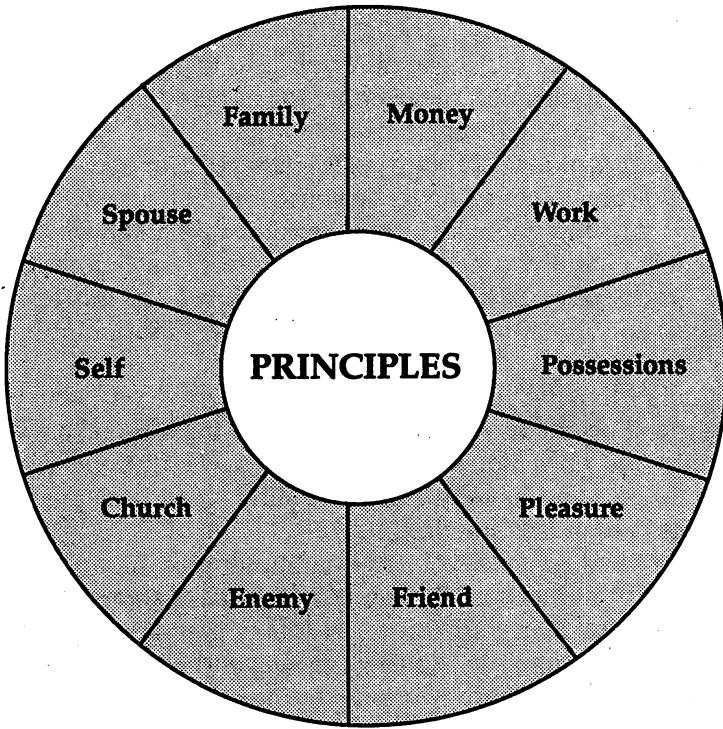 Family
Money
Spouse
Work
Self
PRINCIPLES
Possessions
Church
Pleasure
Enemy
Friend